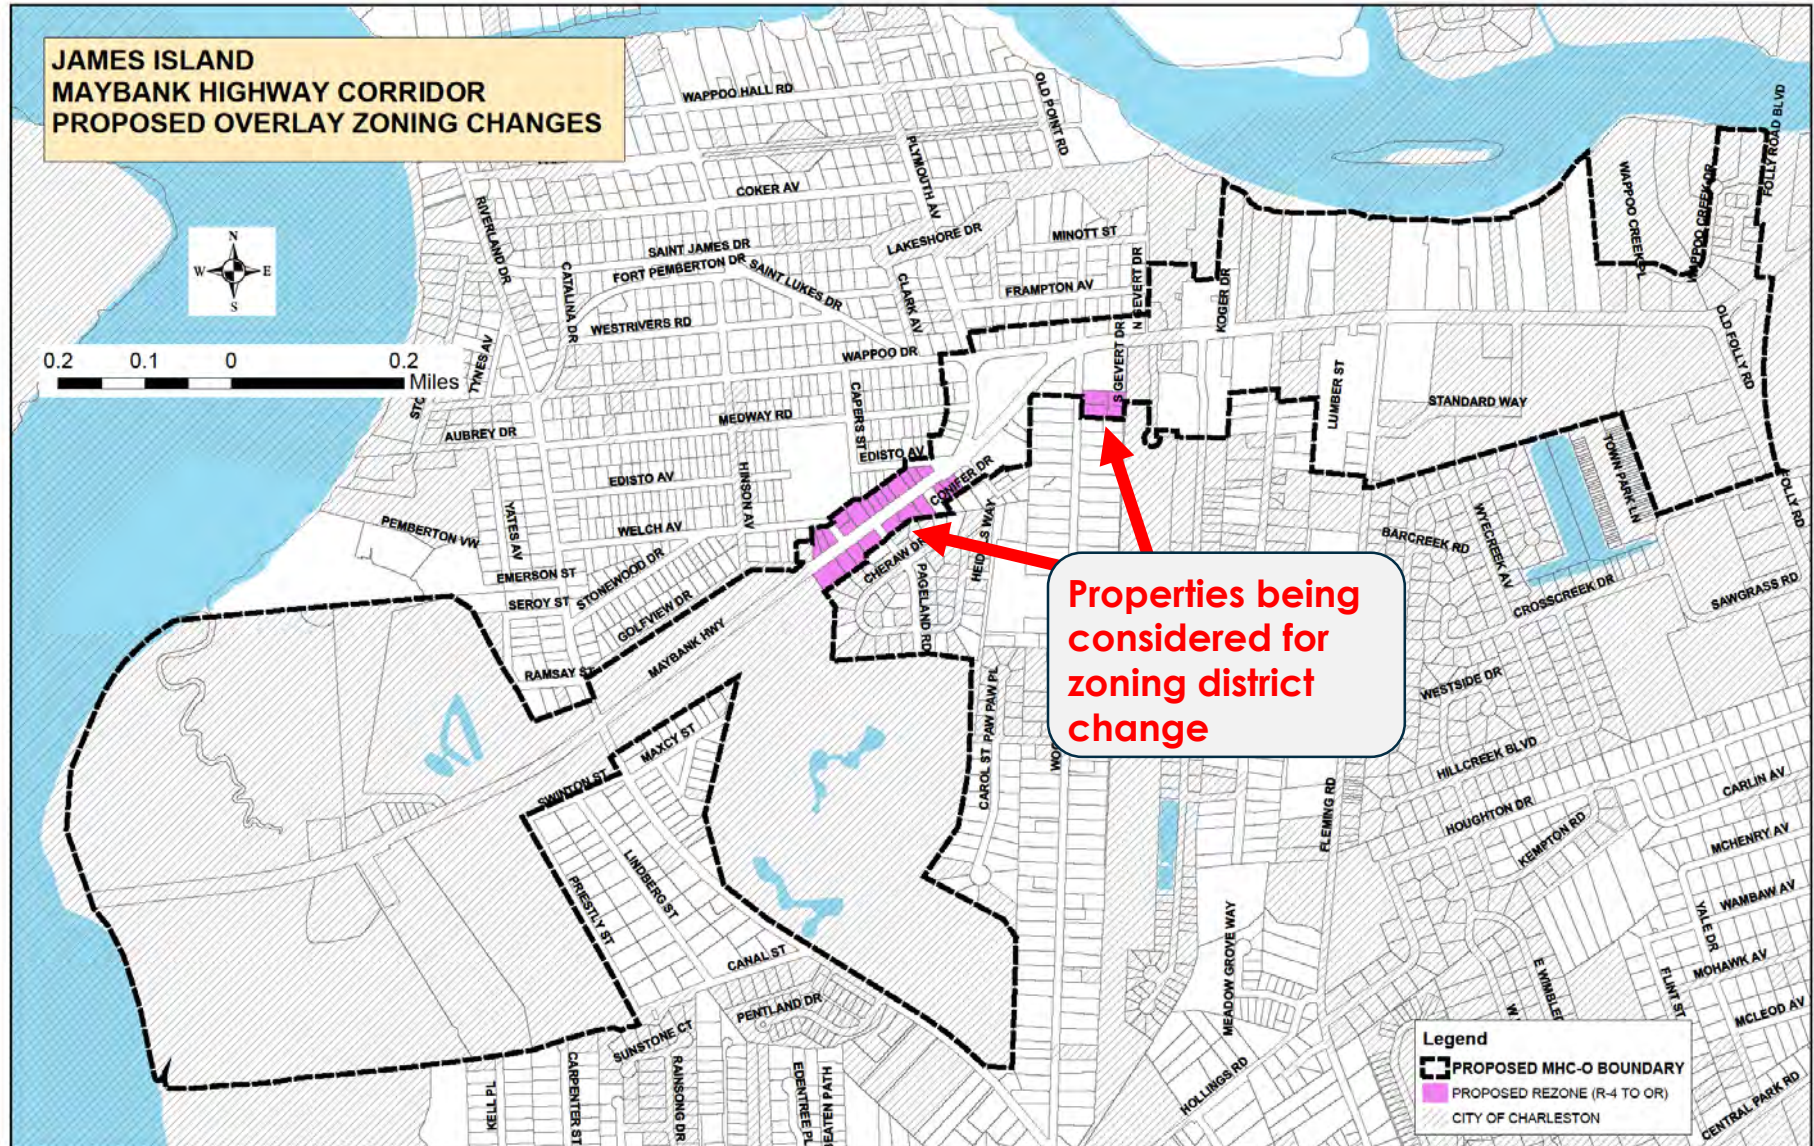 JAMES ISLAND
MAYBANK HIGHWAY CORRIDOR
PROPOSED OVERLAY ZONING CHANGES
N
W
E
S
0.2
0.1
0
0.2
Miles
WAPPOO HALL RD
OLD POINT RD
PLYMOUTH AV
COKER AV
RIVERLAND DR
SAINT JAMES DR
LAKESHORE DR
MINOTT ST
FORT PEMBERTON DR
SAINT LUKES DR
CATALINA DR
CLARK AV
FRAMPTON AV
N GEVERT DR
KOGER DR
WAPPOO CREEK PL
WAPPOO CREEK DR
FOLLY ROAD BLVD
WESTRIVERS RD
WAPPOO DR
TYNES AV
S GEVERT DR
OLD FOLLY RD
LUMBER ST
STANDARD WAY
MEDWAY RD
CAPERS ST
AUBREY DR
EDISTO AV
EDISTO AV
HINSON AV
CONIFER DR
TOWN PARK LN
FOLLY RD
YATES AV
WELCH AV
PEMBERTON VW
WYECREEK AV
BARCREEK RD
CHERAW DR
PAGELAND RD
EMERSON ST
STONEWOOD DR
SEROY ST
GOLFVIEW DR
CROSSCREEK DR
SAWGRASS RD
Properties being
considered for
zoning district
change
MAYBANK HWY
RAMSAY ST
PAW PAW PL
CAROL ST
WESTSIDE DR
MAXCY ST
SWINTON ST
HILLCREEK BLVD
CARLIN AV
FLEMING RD
HOUGHTON DR
KEMPTON RD
MCHENRY AV
LINDBERG ST
PRIESTLY ST
WAMBAW AV
YALE DR
MEADOW GROVE WAY
CANAL ST
MOHAWK AV
FLINT ST
PENTLAND DR
MCLEOD AV
SUNSTONE CT
KELL PL
CARPENTER ST
RAINSONG DR
EDENTREE PL
HOLLINGS RD
CENTRAL PARK RD
Legend
PROPOSED MHC-O BOUNDARY
PROPOSED REZONE (R-4 TO OR)
CITY OF CHARLESTON